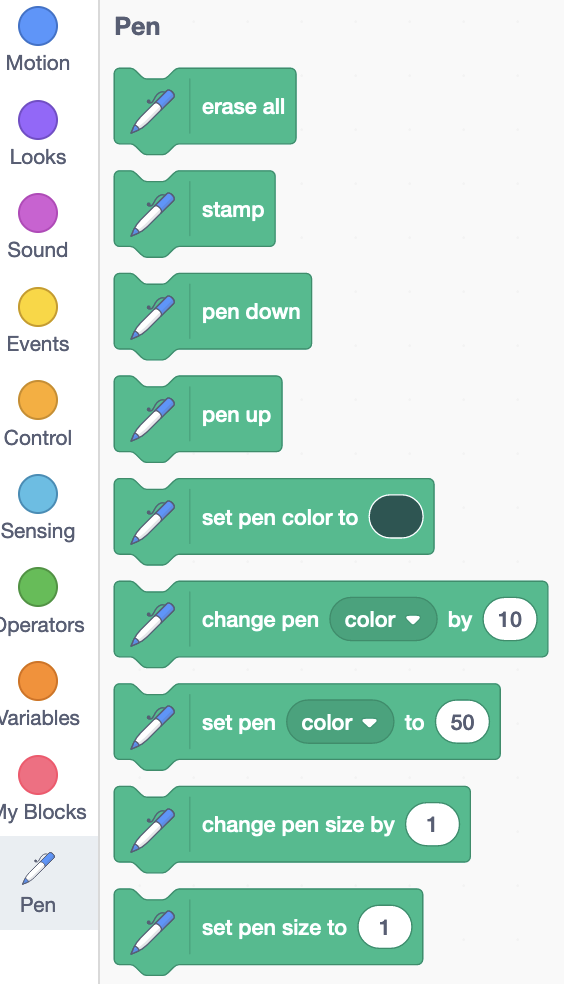 Motion
Looks
Sound
Events
Control
Sensing
Operators
Variables
My Blocks
Pen
Pen
erase all
stamp
pen down
pen up
set pen color to
change pen color by 10
set pen color to 50
change pen size by 1
set pen size to 1